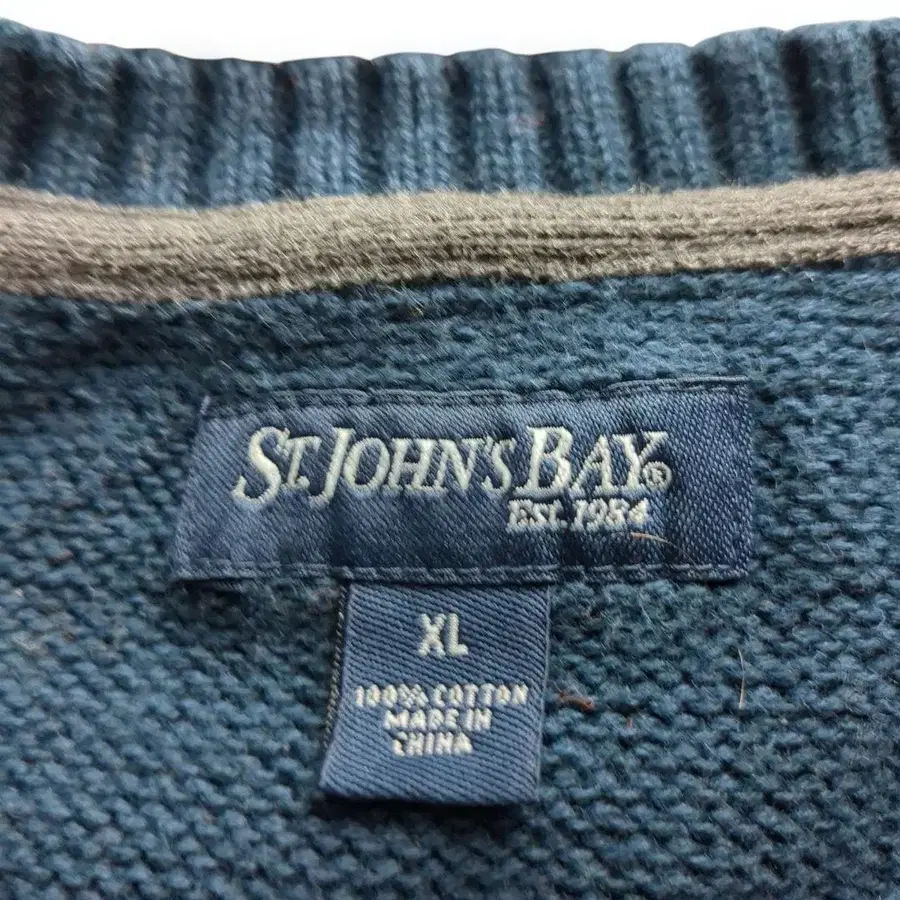 ST. JOHN'S BAY®
EST. 1984
XL
100% COTTON
MADE IN
CHINA